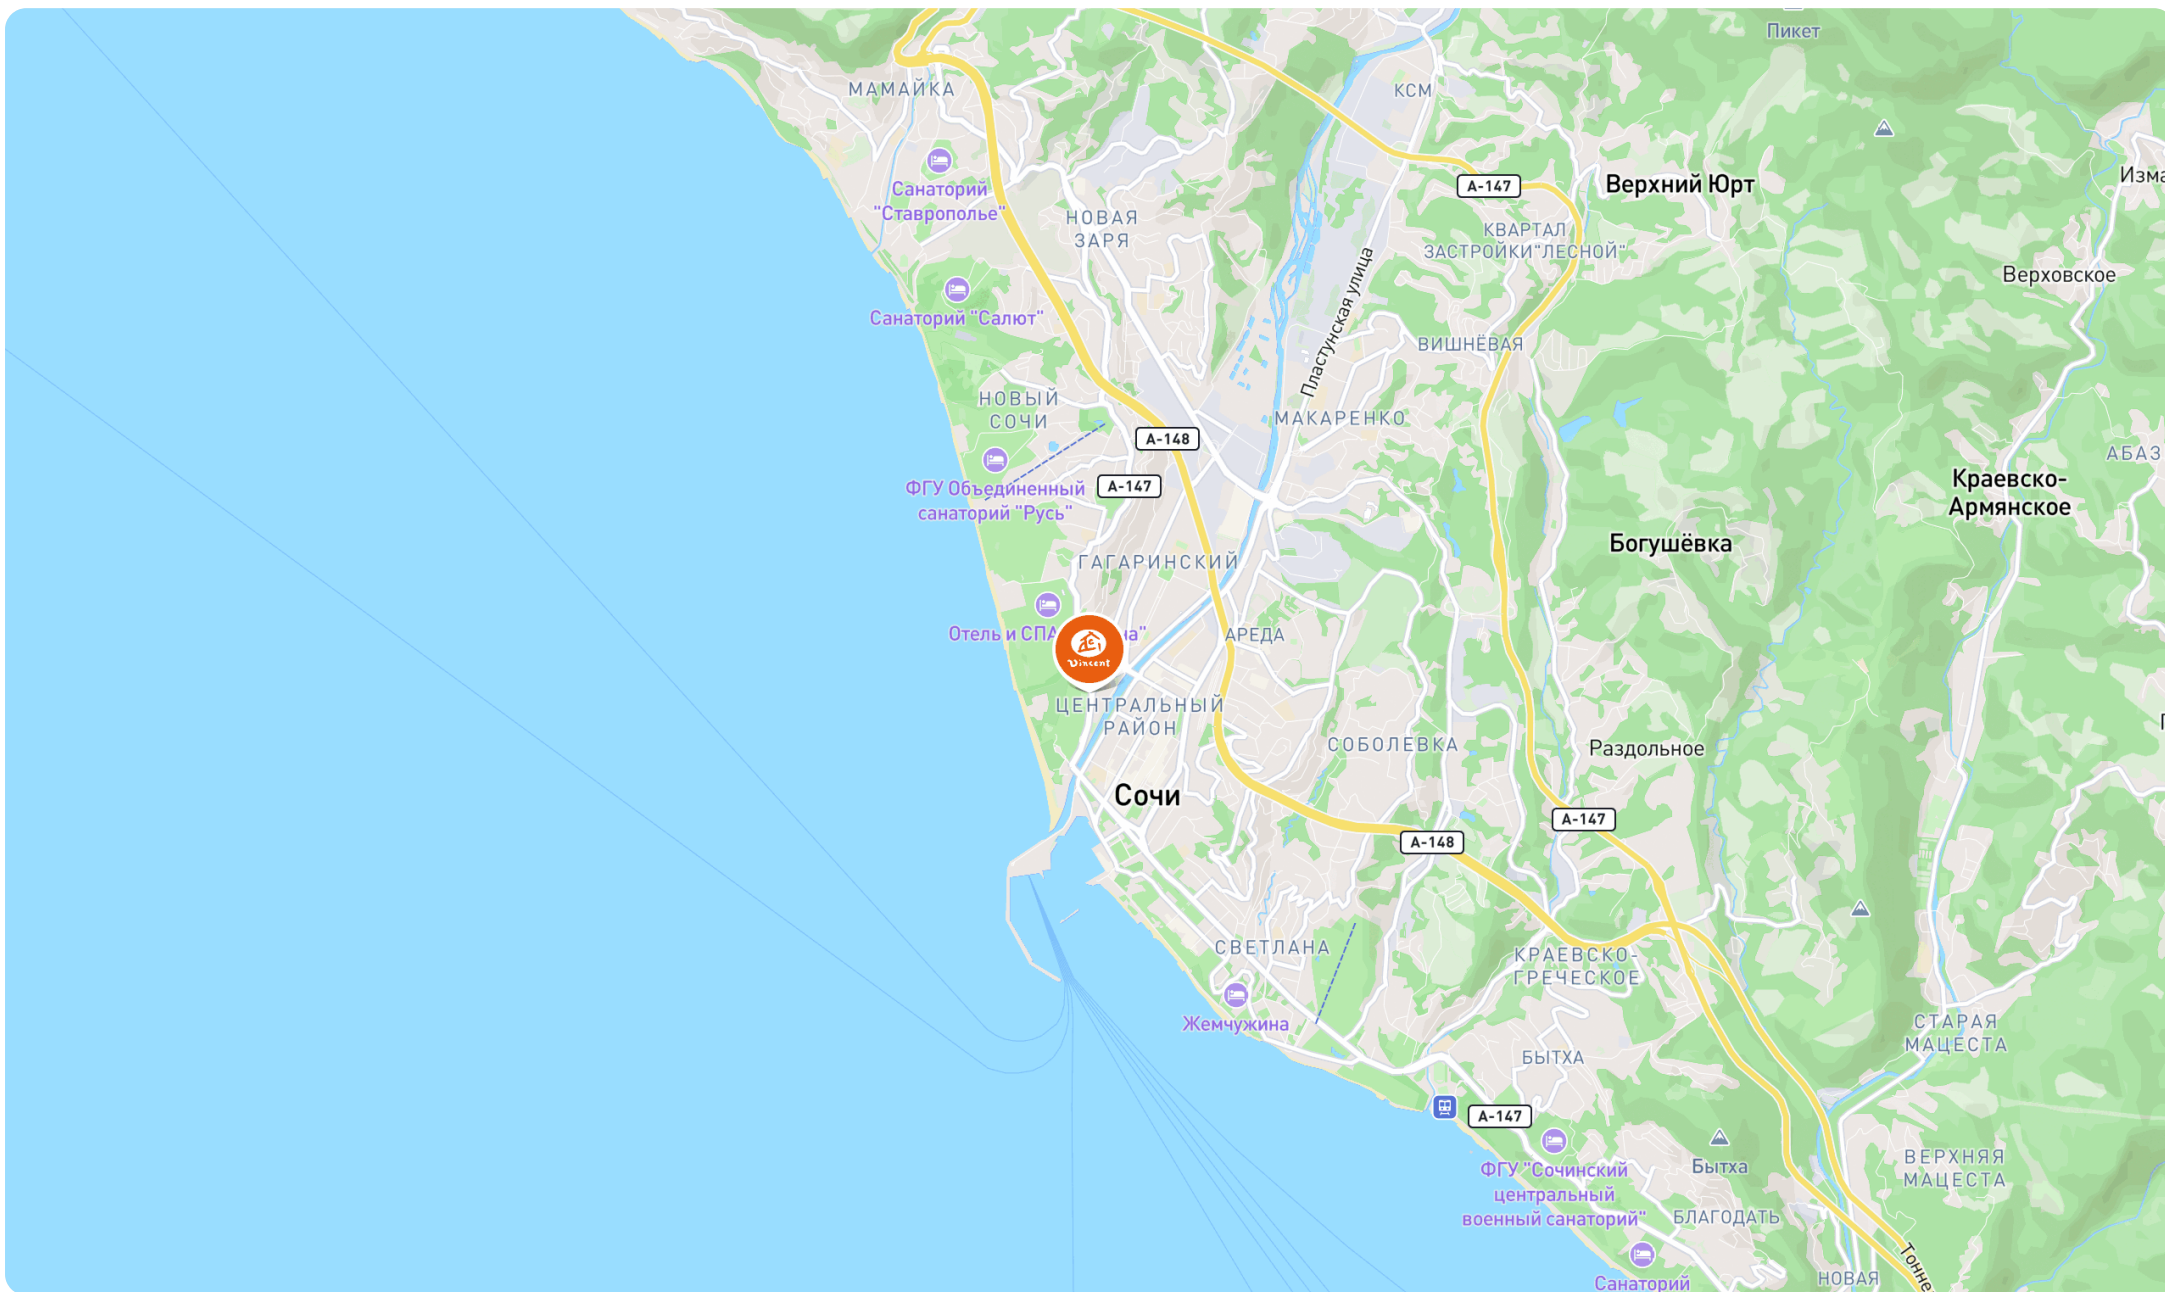 Пикет
МАМАЙКА
КСМ
Санаторий
"Ставрополье"
А-147
Верхний Юрт
НОВАЯ
ЗАРЯ
КВАРТАЛ
ЗАСТРОЙКИ"ЛЕСНОЙ"
Верховское
Санаторий "Салют"
Пластунская улица
ВИШНЁВАЯ
НОВЫЙ
СОЧИ
МАКАРЕНКО
А-148
А-147
ФГУ Объединенный
санаторий "Русь"
Краевско-
Армянское
Богушёвка
ГАГАРИНСКИЙ
Отель и СПА
Vincent
АРЕДА
ЦЕНТРАЛЬНЫЙ
РАЙОН
СОБОЛЕВКА
Раздольное
Сочи
А-147
А-148
СВЕТЛАНА
КРАЕВСКО-
ГРЕЧЕСКОЕ
Жемчужина
СТАРАЯ
МАЦЕСТА
БЫТХА
А-147
ФГУ "Сочинский
центральный
военный санаторий"
Бытха
ВЕРХНЯЯ
МАЦЕСТА
БЛАГОДАТЬ
Санаторий
НОВАЯ